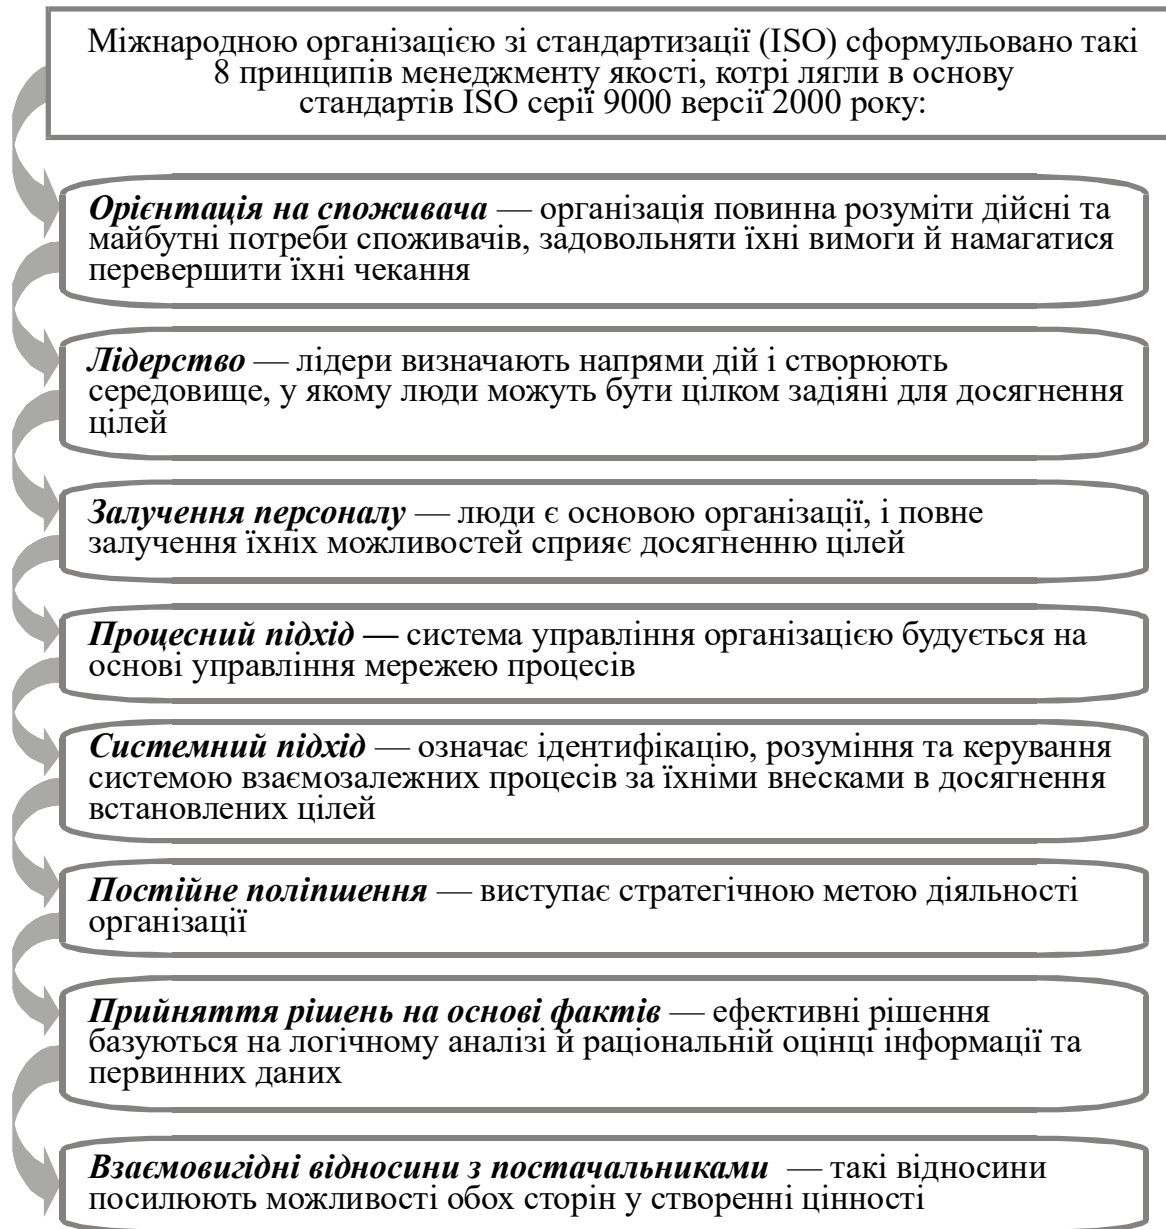 Міжнародною організацією зі стандартизації (ISO) сформульовано такі
8 принципів менеджменту якості, котрі лягли в основу
стандартів ISO серії 9000 версії 2000 року:
Орієнтація на споживача — організація повинна розуміти дійсні та
майбутні потреби споживачів, задовольняти їхні вимоги й намагатися
перевершити їхні чекання
Лідерство — лідери визначають напрями дій і створюють
середовище, у якому люди можуть бути цілком задіяні для досягнення
цілей
Залучення персоналу — люди є основою організації, і повне
залучення їхніх можливостей сприяє досягненню цілей
Процесний підхід — система управління організацією будується на
основі управління мережею процесів
Системний підхід — означає ідентифікацію, розуміння та керування
системою взаємозалежних процесів за їхніми внесками в досягнення
встановлених цілей
Постійне поліпшення — виступає стратегічною метою діяльності
організації
Прийняття рішень на основі фактів — ефективні рішення
базуються на логічному аналізі й раціональній оцінці інформації та
первинних даних
Взаємовигідні відносини з постачальниками — такі відносини
посилюють можливості обох сторін у створенні цінності